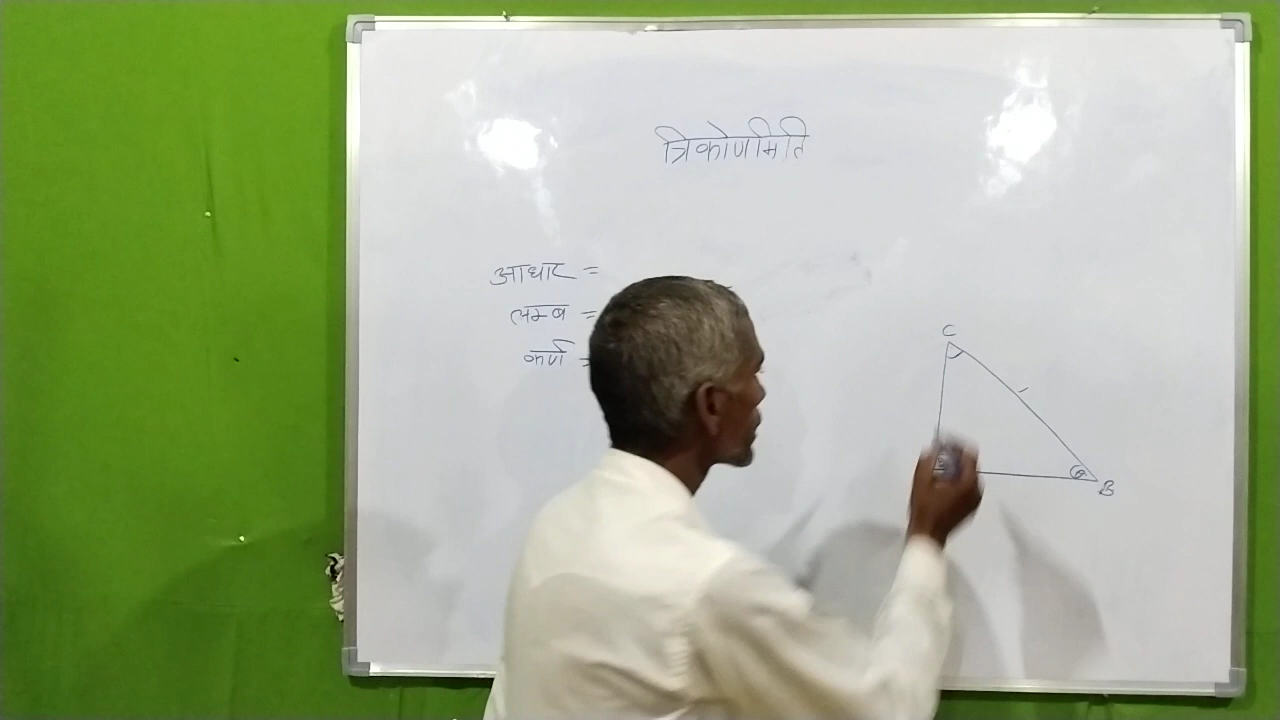 त्रिकोणमिति
आधार =
लम्ब =
कर्ण =
C
θ
B